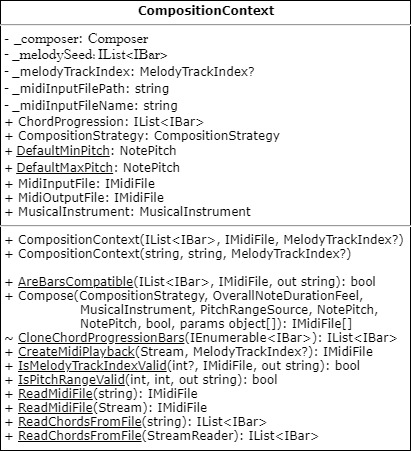 CompositionContext
- _composer: Composer
- _melodySeed: IList<IBar>
- _melodyTrackIndex: MelodyTrackIndex?
- _midiInputFilePath: string
- _midiInputFileName: string
+ ChordProgression: IList<IBar>
+ CompositionStrategy: CompositionStrategy
+ DefaultMinPitch: NotePitch
+ DefaultMaxPitch: NotePitch
+ MidiInputFile: IMidiFile
+ MidiOutputFile: IMidiFile
+ MusicalInstrument: MusicalInstrument
+ CompositionContext(IList<IBar>, IMidiFile, MelodyTrackIndex?)
+ CompositionContext(string, string, MelodyTrackIndex?)
+ AreBarsCompatible(IList<IBar>, IMidiFile, out string): bool
+ Compose(CompositionStrategy, OverallNoteDurationFeel,
MusicalInstrument, PitchRangeSource, NotePitch,
NotePitch, bool, params object[]): IMidiFile[]
~ CloneChordProgressionBars(IEnumerable<IBar>): IList<IBar>
+ CreateMidiPlayback(Stream, MelodyTrackIndex?): IMidiFile
+ IsMelodyTrackIndexValid(int?, IMidiFile, out string): bool
+ IsPitchRangeValid(int, int, out string): bool
+ ReadMidiFile(string): IMidiFile
+ ReadMidiFile(Stream): IMidiFile
+ ReadChordsFromFile(string): IList<IBar>
+ ReadChordsFromFile(StreamReader): IList<IBar>